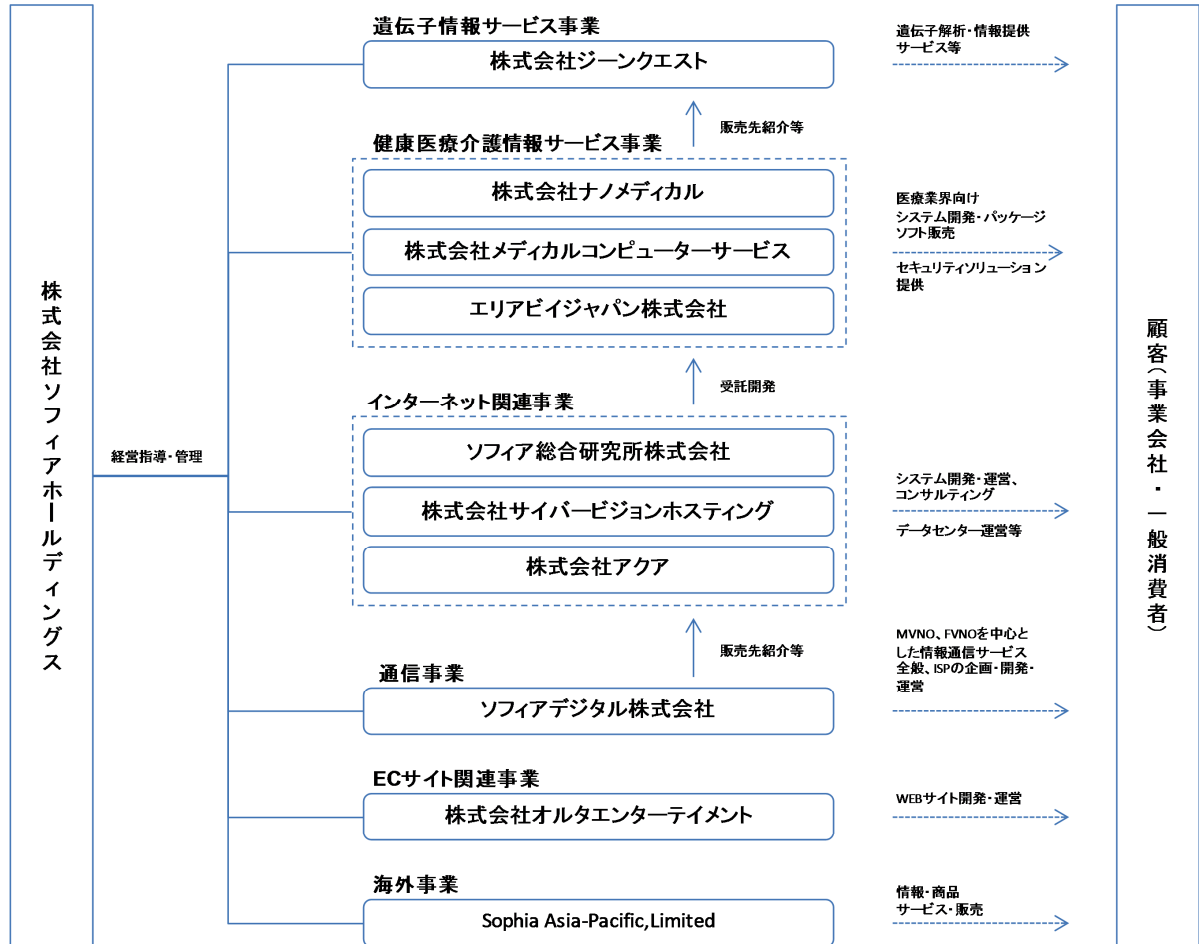 株式会社ソフィアホールディングス
経営指導・管理
遺伝子情報サービス事業
株式会社ジーンクエスト
遺伝子解析・情報提供
サービス等
販売先紹介等
健康医療介護情報サービス事業
株式会社ナノメディカル
株式会社メディカルコンピューターサービス
エリアビイジャパン株式会社
医療業界向け
システム開発・パッケージ
ソフト販売
セキュリティソリューション
提供
受託開発
インターネット関連事業
ソフィア総合研究所株式会社
株式会社サイバービジョンホスティング
株式会社アクア
システム開発・運営、
コンサルティング
データセンター運営等
販売先紹介等
通信事業
ソフィアデジタル株式会社
MVNO、FVNOを中心と
した情報通信サービス
全般、ISPの企画・開発・
運営
ECサイト関連事業
株式会社オルタエンターテイメント
WEBサイト開発・運営
海外事業
Sophia Asia-Pacific,Limited
情報・商品
サービス・販売
顧客(事業会社・一般消費者)